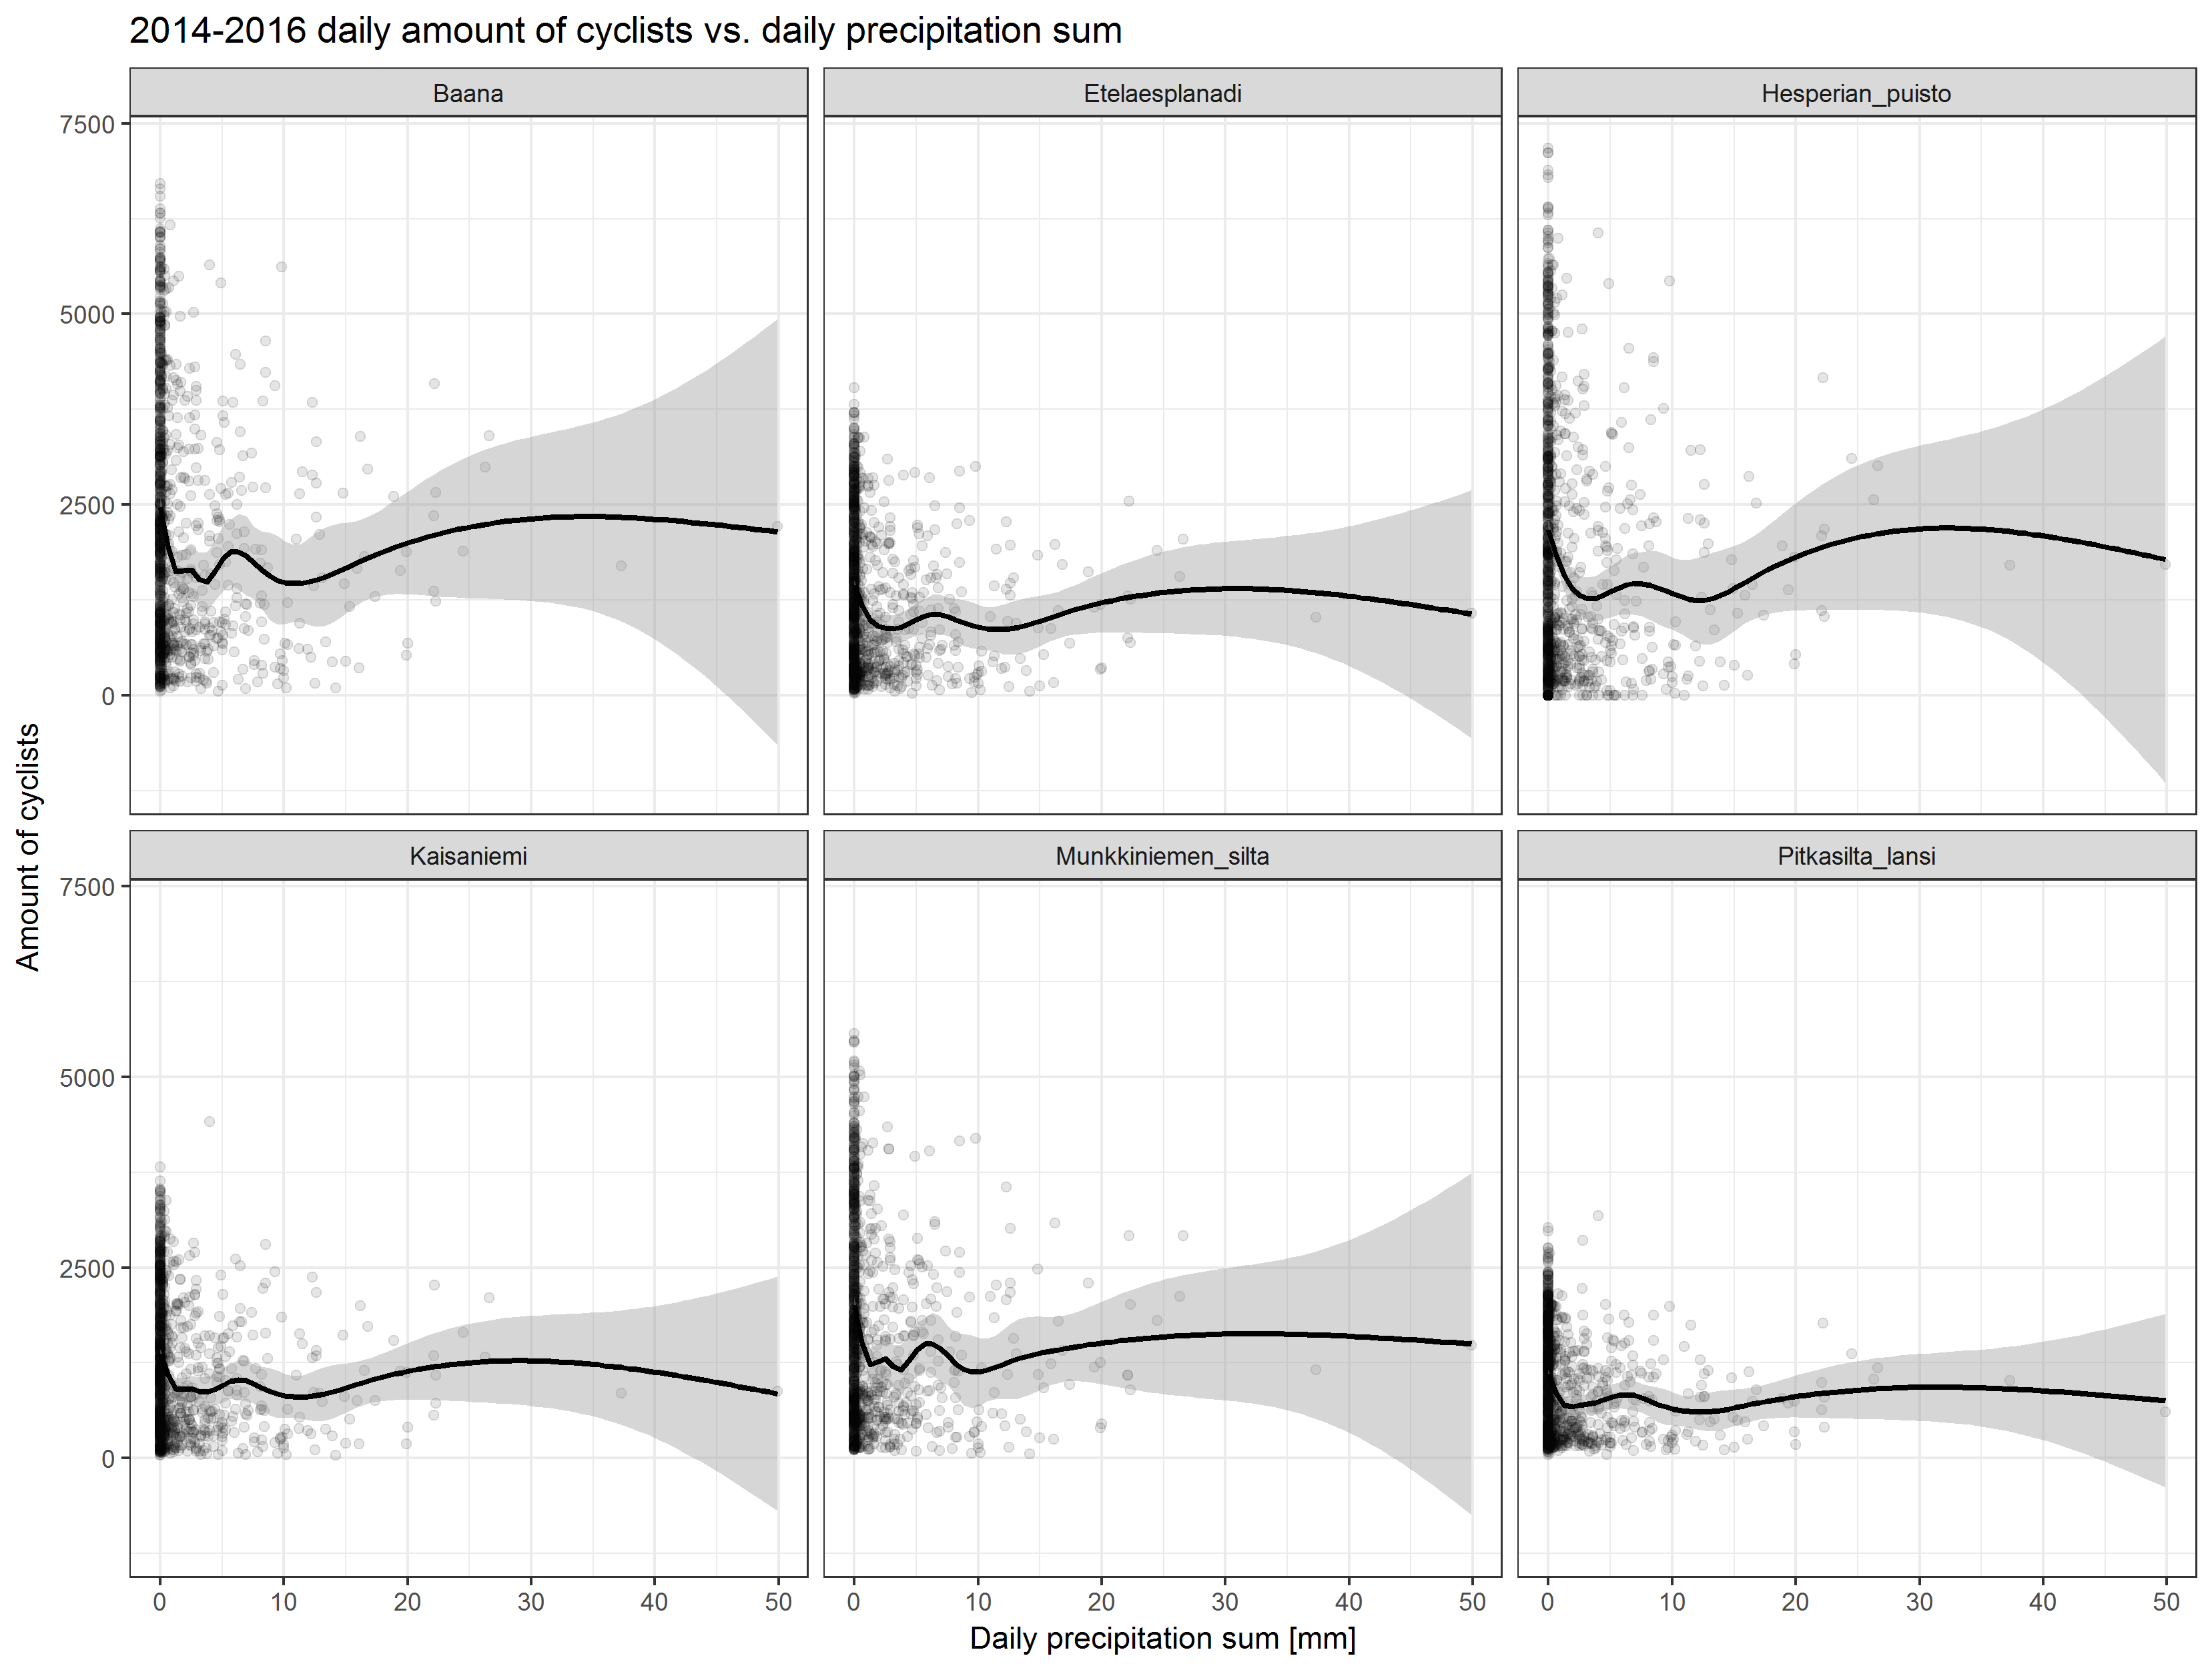 2014-2016 daily amount of cyclists vs. daily precipitation sum
Baana Etelaesplanadi Hesperian_puisto
7500
5000
2500
0
Amount of cyclists
Kaisaniemi Munkkiniemen_silta Pitkasilta_lansi
7500
5000
2500
0
0 10 20 30 40 50 0 10 20 30 40 50 0 10 20 30 40 50
Daily precipitation sum [mm]